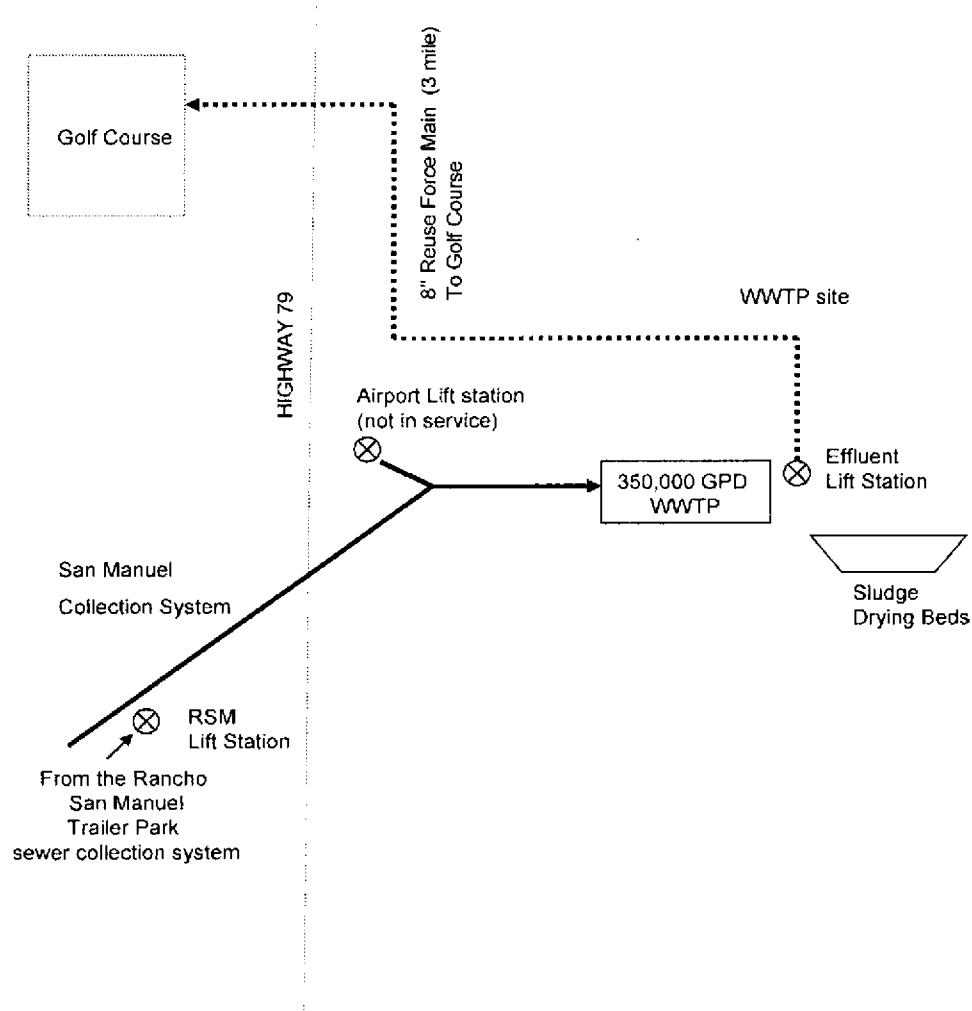 8" Reuse Force Main (3 mile)
To Golf Course
Golf Course
HIGHWAY 79
WWTP site
Airport Lift station
(not in service)
350,000 GPD
WWTP
Effluent
Lift Station
Sludge
Drying Beds
San Manuel
Collection System
RSM
Lift Station
From the Rancho
San Manuel
Trailer Park
sewer collection system